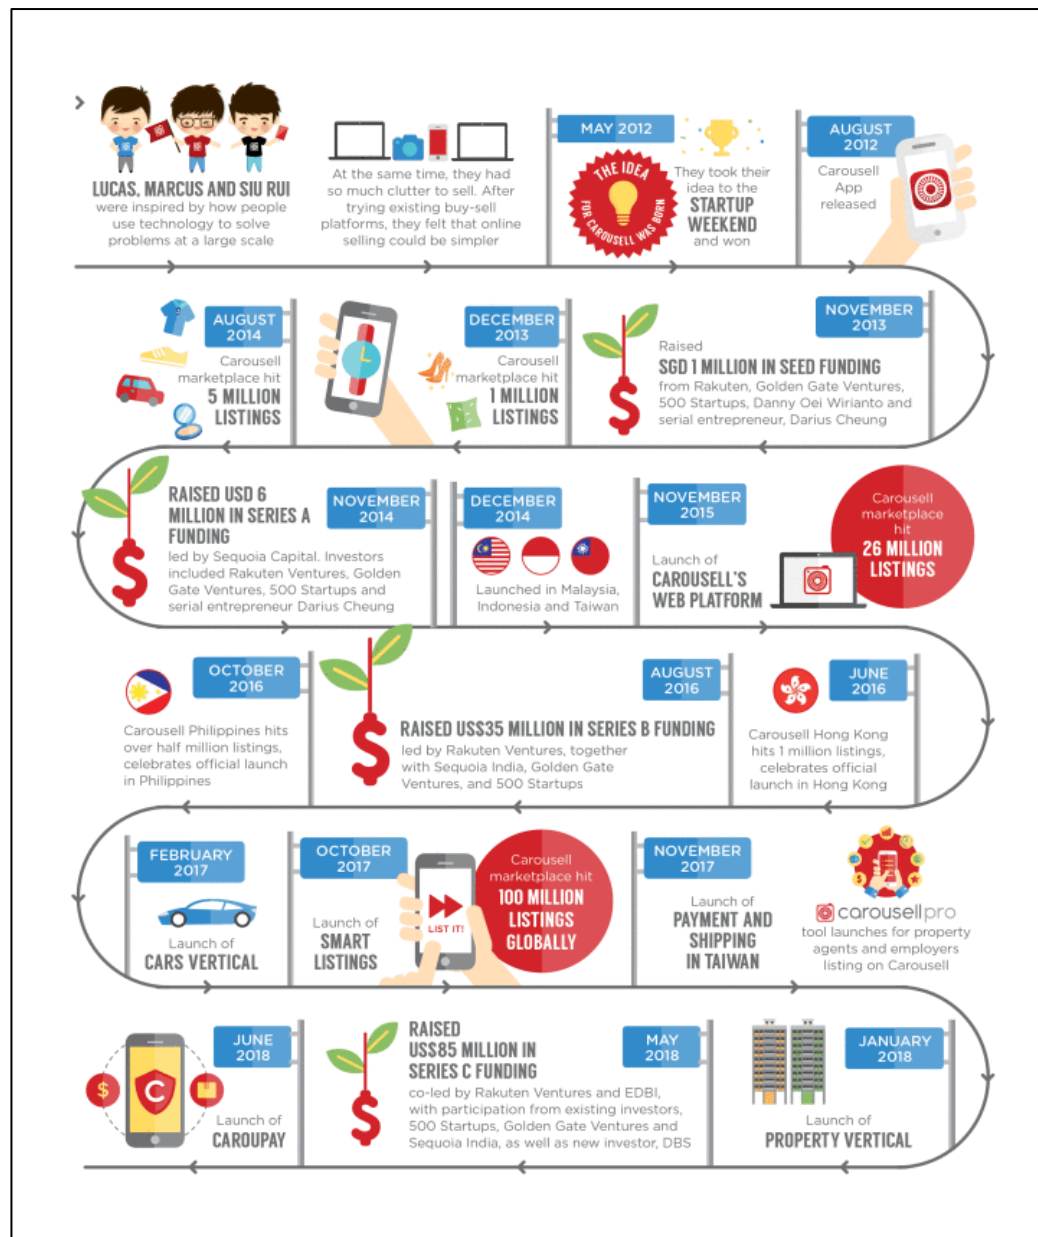 LUCAS, MARCUS AND SIU RUI
were inspired by how people
use technology to solve
problems at a large scale
At the same time, they had
so much clutter to sell. After
trying existing buy-sell
platforms, they felt that online
selling could be simpler
MAY 2012
THE IDEA
FOR CAROUSELL WAS BORN
They took their
idea to the
STARTUP
WEEKEND
and won
AUGUST
2012
Carousell
App
released
NOVEMBER
2013
Raised
SGD 1 MILLION IN SEED FUNDING
from Rakuten, Golden Gate Ventures,
500 Startups, Danny Oei Wirianto and
serial entrepreneur, Darius Cheung
DECEMBER
2013
Carousell
marketplace hit
1 MILLION
LISTINGS
AUGUST
2014
Carousell
marketplace hit
5 MILLION
LISTINGS
RAISED USD 6
MILLION IN SERIES A
FUNDING
led by Sequoia Capital. Investors
included Rakuten Ventures, Golden
Gate Ventures, 500 Startups and
serial entrepreneur Darius Cheung
NOVEMBER
2014
DECEMBER
2014
Launched in Malaysia,
Indonesia and Taiwan
NOVEMBER
2015
Launch of
CAROUSELL'S
WEB PLATFORM
Carousell
marketplace
hit
26 MILLION
LISTINGS
JUNE
2016
Carousell Hong Kong
hits 1 million listings,
celebrates official
launch in Hong Kong
AUGUST
2016
RAISED US$35 MILLION IN SERIES B FUNDING
led by Rakuten Ventures, together
with Sequoia India, Golden Gate
Ventures, and 500 Startups
OCTOBER
2016
Carousell Philippines hits
over half million listings,
celebrates official launch
in Philippines
FEBRUARY
2017
Launch of
CARS VERTICAL
OCTOBER
2017
Launch of
SMART
LISTINGS
LIST IT!
Carousell
marketplace hit
100 MILLION
LISTINGS
GLOBALLY
NOVEMBER
2017
Launch of
PAYMENT AND
SHIPPING
IN TAIWAN
carousell pro
tool launches for property
agents and employers
listing on Carousell
JANUARY
2018
Launch of
PROPERTY VERTICAL
MAY
2018
RAISED
US$85 MILLION IN
SERIES C FUNDING
co-led by Rakuten Ventures and EDBI,
with participation from existing investors,
500 Startups, Golden Gate Ventures and
Sequoia India, as well as new investor, DBS
JUNE
2018
$
C
Launch of
CAROUPAY